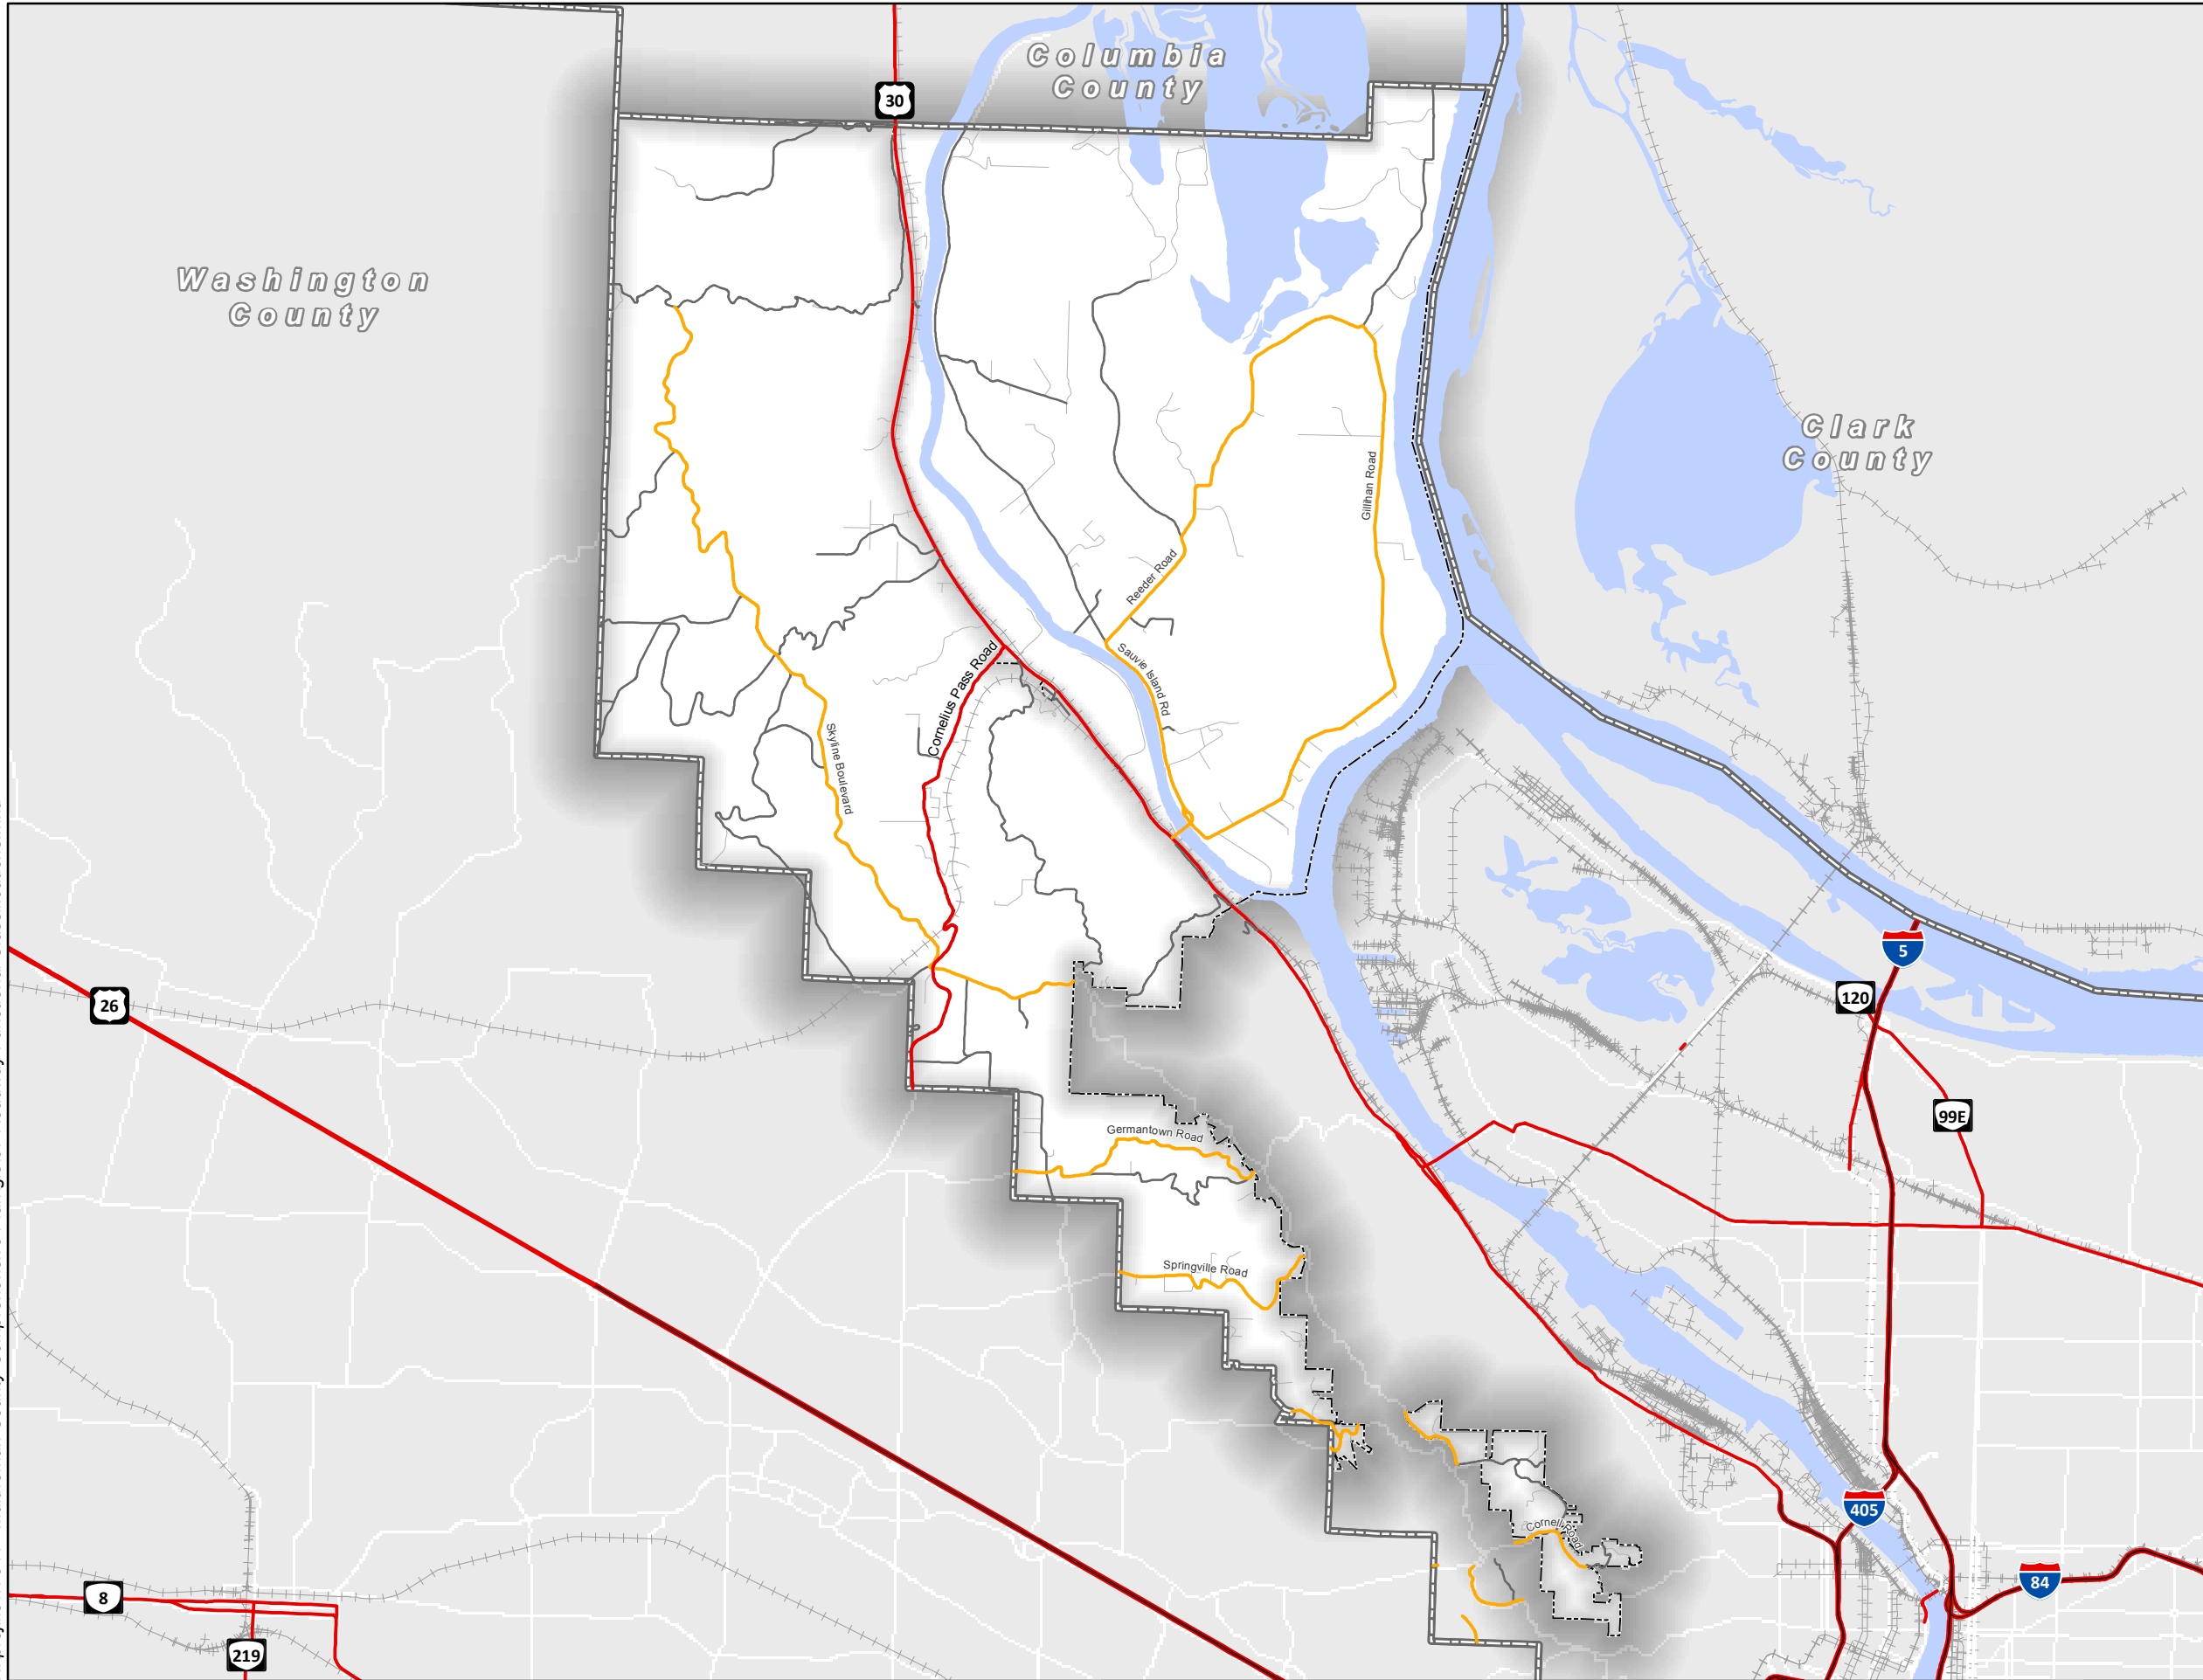 Columbia
County
30
Washington
County
Clark
County
Gillihan Road
Reeder Road
Sauvie Island Rd
Cornelius Pass Road
Skyline Boulevard
5
26
120
99E
Germantown Road
Springville Road
405
Cornell Road
84
8
219